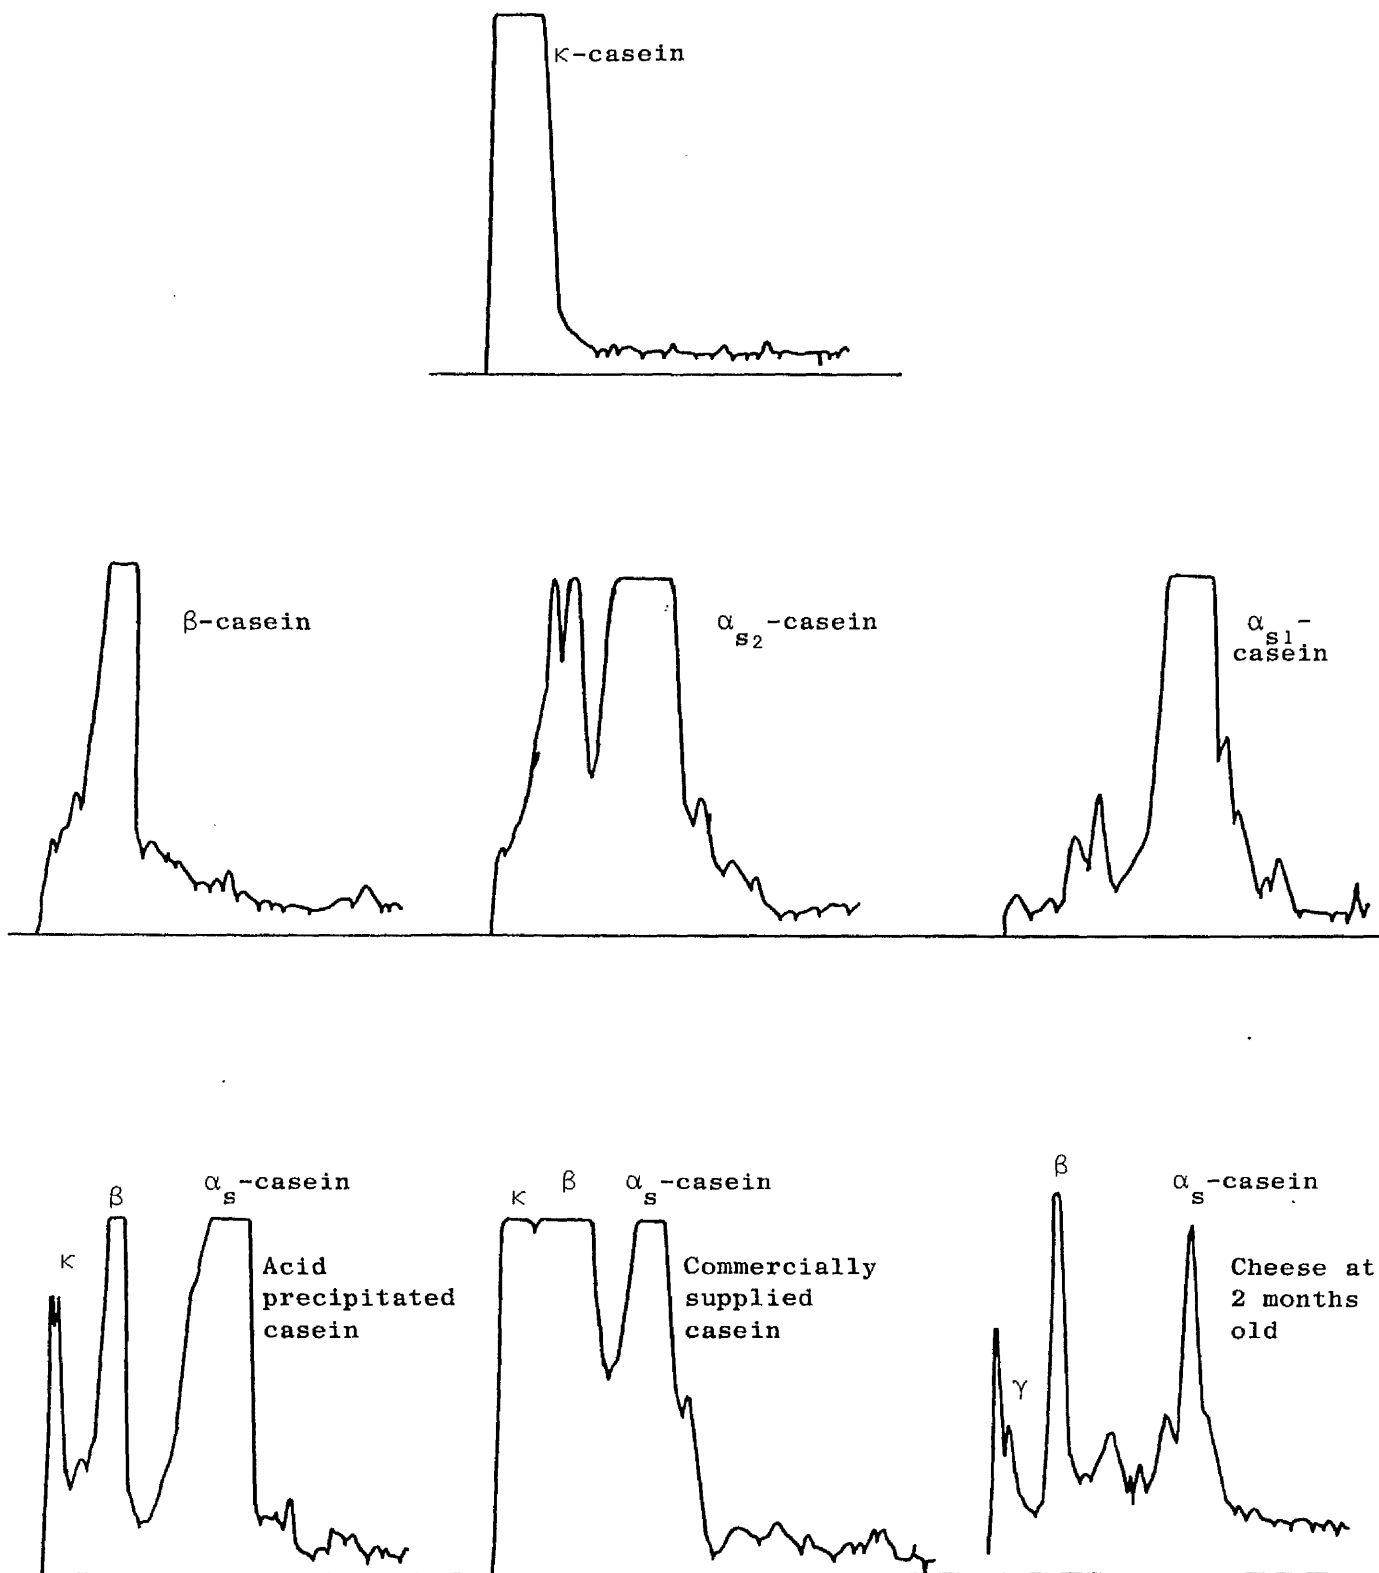 κ-casein
β-casein
αs2-casein
αs1-
casein
κ
β
αs-casein
Acid
precipitated
casein
κ
β
αs-casein
Commercially
supplied
casein
γ
β
αs-casein
Cheese at
2 months
old